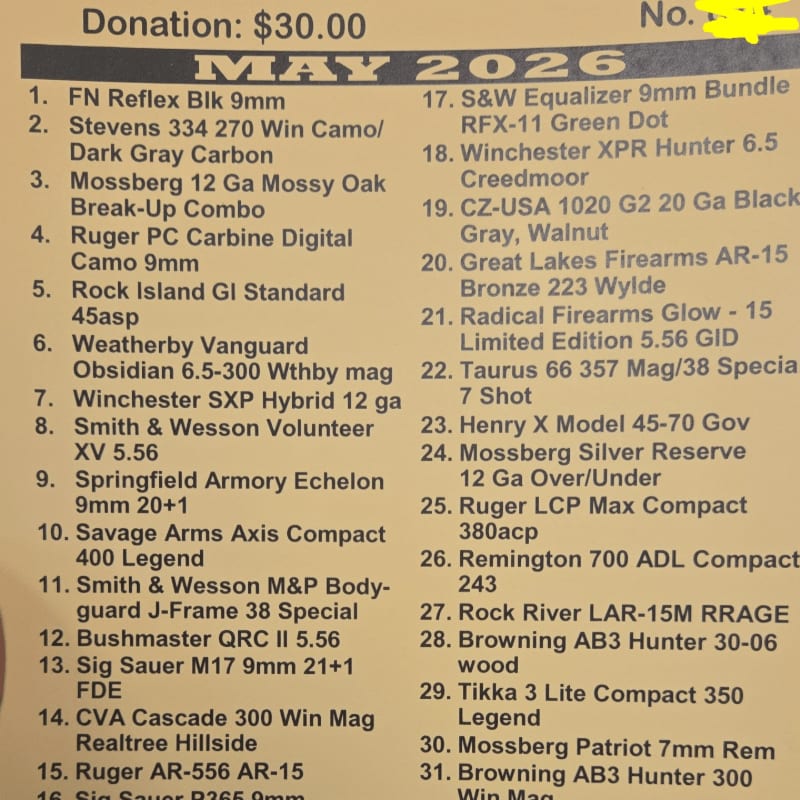 Donation: $30.00
No.
MAY 2026
1. FN Reflex Blk 9mm
2. Stevens 334 270 Win Camo/
Dark Gray Carbon
3. Mossberg 12 Ga Mossy Oak
Break-Up Combo
4. Ruger PC Carbine Digital
Camo 9mm
5. Rock Island GI Standard
45asp
6. Weatherby Vanguard
Obsidian 6.5-300 Wthby mag
7. Winchester SXP Hybrid 12 ga
8. Smith & Wesson Volunteer
XV 5.56
9. Springfield Armory Echelon
9mm 20+1
10. Savage Arms Axis Compact
400 Legend
11. Smith & Wesson M&P Body-
guard J-Frame 38 Special
12. Bushmaster QRC II 5.56
13. Sig Sauer M17 9mm 21+1
FDE
14. CVA Cascade 300 Win Mag
Realtree Hillside
15. Ruger AR-556 AR-15
16. Sig Sauer P365 9mm
17. S&W Equalizer 9mm Bundle
RFX-11 Green Dot
18. Winchester XPR Hunter 6.5
Creedmoor
19. CZ-USA 1020 G2 20 Ga Black
Gray, Walnut
20. Great Lakes Firearms AR-15
Bronze 223 Wylde
21. Radical Firearms Glow - 15
Limited Edition 5.56 GID
22. Taurus 66 357 Mag/38 Specia
7 Shot
23. Henry X Model 45-70 Gov
24. Mossberg Silver Reserve
12 Ga Over/Under
25. Ruger LCP Max Compact
380acp
26. Remington 700 ADL Compact
243
27. Rock River LAR-15M RRAGE
28. Browning AB3 Hunter 30-06
wood
29. Tikka 3 Lite Compact 350
Legend
30. Mossberg Patriot 7mm Rem
31. Browning AB3 Hunter 300
Win Mag